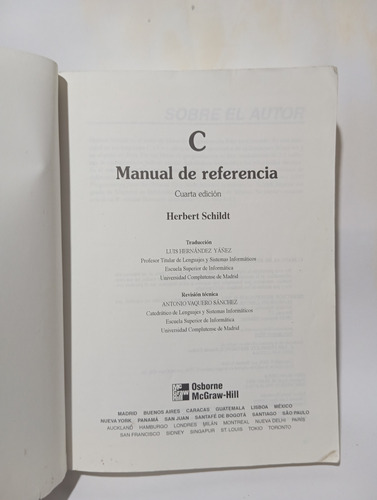 SOBRE EL AUTOR
C
Manual de referencia
Cuarta edición
Herbert Schildt
Traducción
LUIS HERNÁNDEZ YÁÑEZ
Profesor Titular de Lenguajes y Sistemas Informáticos
Escuela Superior de Informática
Universidad Complutense de Madrid
Revisión técnica
ANTONIO VAQUERO SÁNCHEZ
Catedrático de Lenguajes y Sistemas Informáticos
Escuela Superior de Informática
Universidad Complutense de Madrid
Osborne
McGraw-Hill
MADRID BUENOS AIRES CARACAS GUATEMALA LISBOA MÉXICO
NUEVA YORK PANAMÁ SAN JUAN SANTAFÉ DE BOGOTÁ SANTIAGO SÃO PAULO
AUCKLAND HAMBURGO LONDRES MILÁN MONTREAL NUEVA DELHI PARÍS
SAN FRANCISCO SIDNEY SINGAPUR ST. LOUIS TOKIO TORONTO